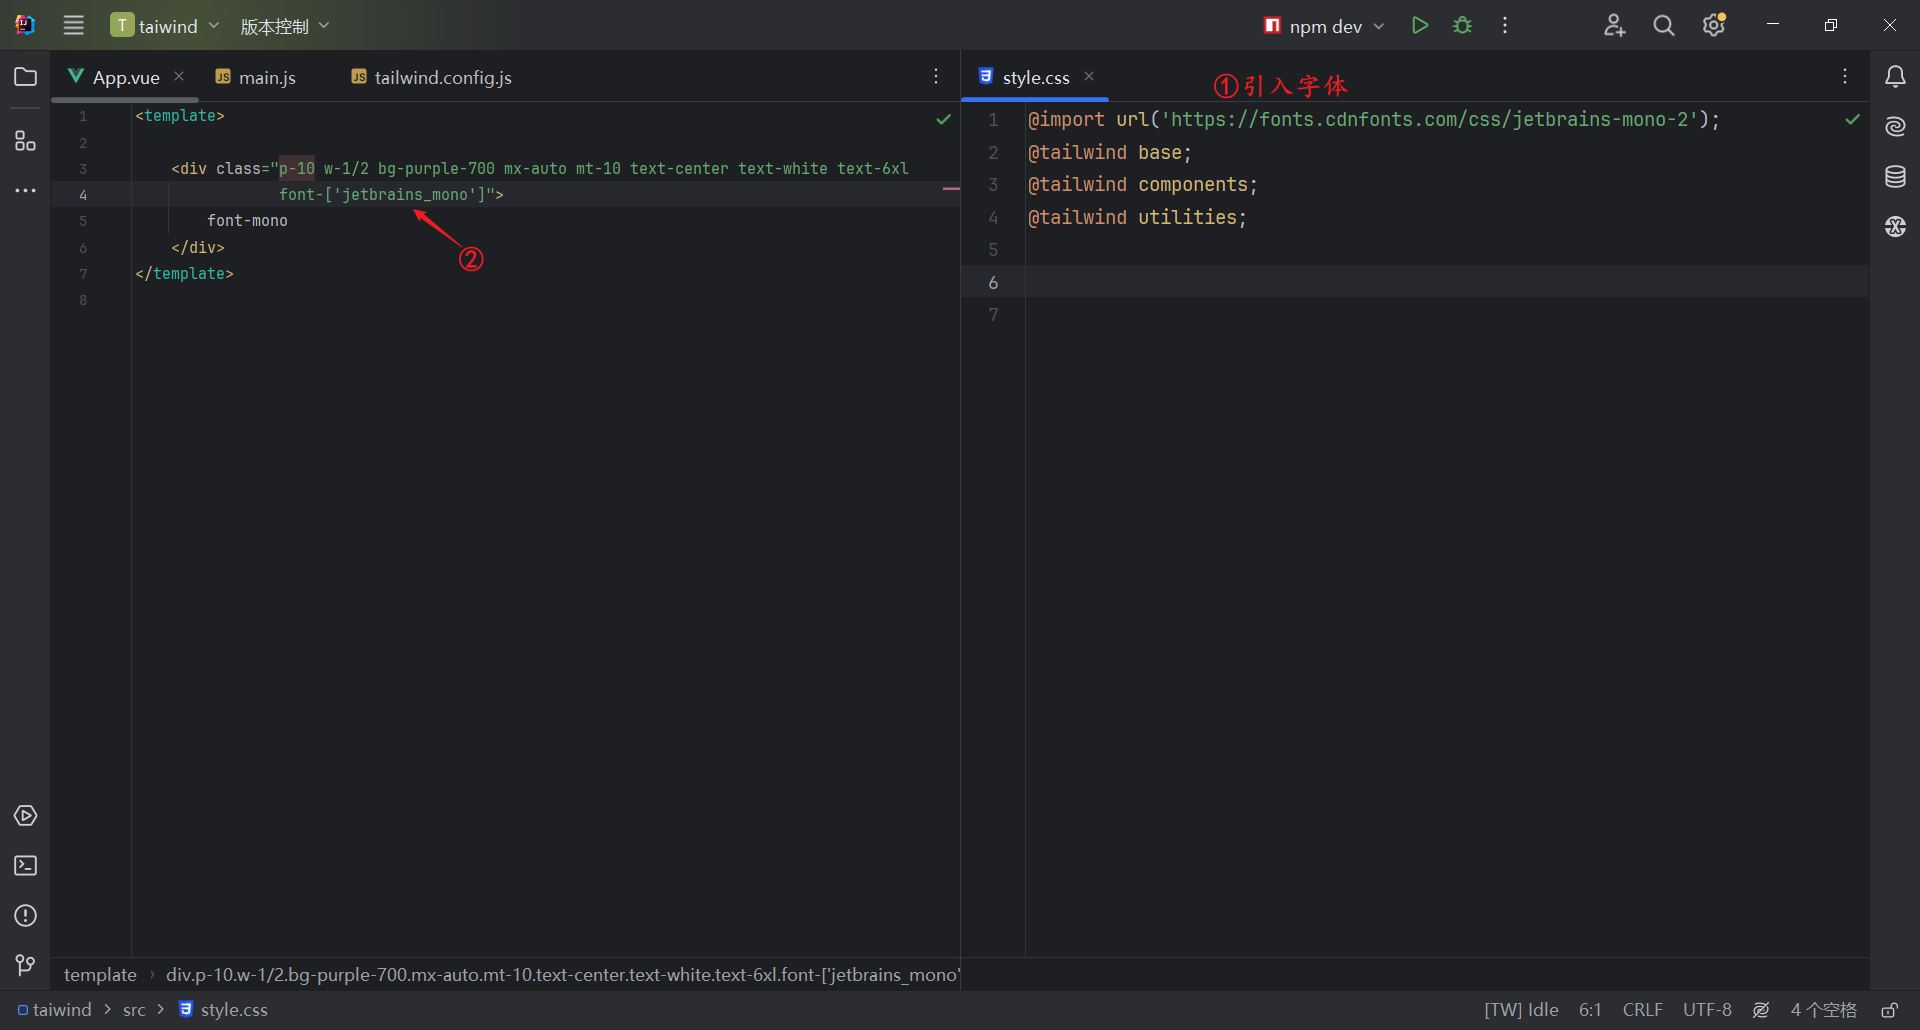 T taiwind 版本控制 npm dev
App.vue main.js tailwind.config.js
1 <template>
2
3 <div class="p-10 w-1/2 bg-purple-700 mx-auto mt-10 text-center text-white text-6xl
4 font-['jetbrains_mono']">
5 font-mono
6 </div>
7 </template>
8
②
style.css
①引入字体
1 @import url('https://fonts.cdnfonts.com/css/jetbrains-mono-2');
2 @tailwind base;
3 @tailwind components;
4 @tailwind utilities;
5
6
7
template › div.p-10.w-1/2.bg-purple-700.mx-auto.mt-10.text-center.text-white.text-6xl.font-['jetbrains_mono'
taiwind > src > style.css
[TW] Idle 6:1 CRLF UTF-8 4 个空格